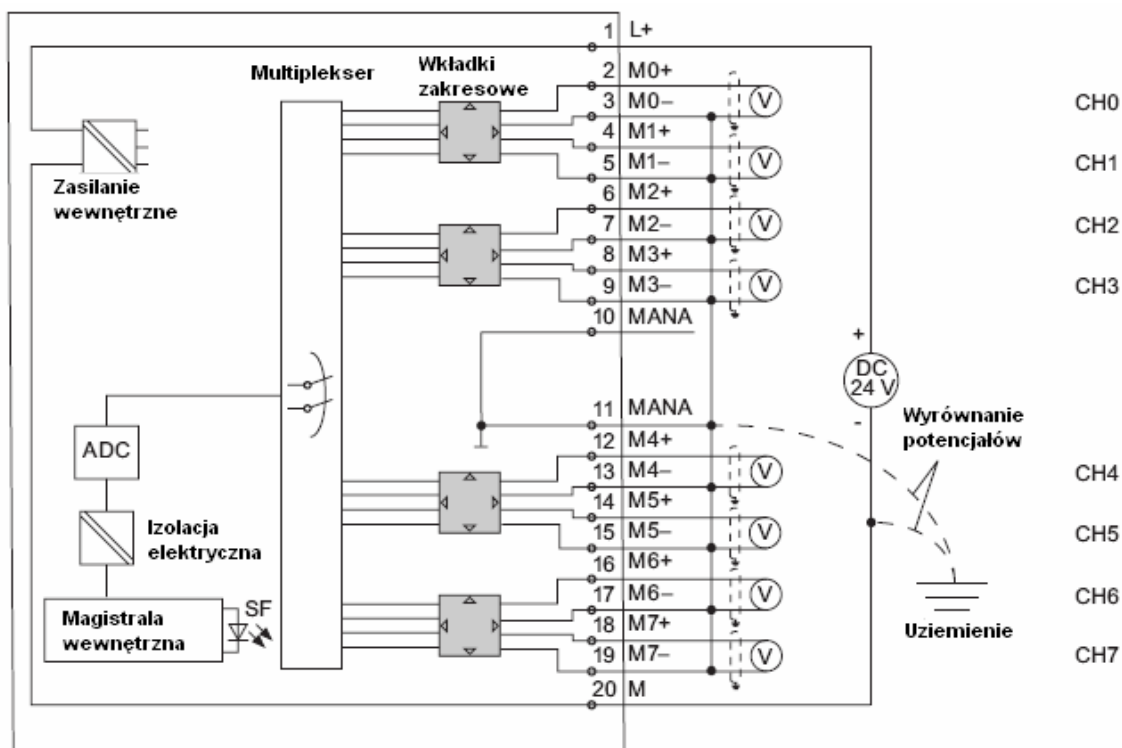 1 L+
Multiplekser
Wkładki
zakresowe
2 M0+
3 M0–
CH0
4 M1+
5 M1–
CH1
Zasilanie
wewnętrzne
6 M2+
7 M2–
CH2
8 M3+
9 M3–
CH3
10 MANA
V
V
V
V
+
DC
24 V
-
11 MANA
Wyrównanie
potencjałów
ADC
12 M4+
13 M4–
CH4
14 M5+
15 M5–
CH5
Izolacja
elektryczna
16 M6+
17 M6–
CH6
18 M7+
19 M7–
CH7
V
V
V
V
Magistrala
wewnętrzna
SF
Uziemienie
20 M